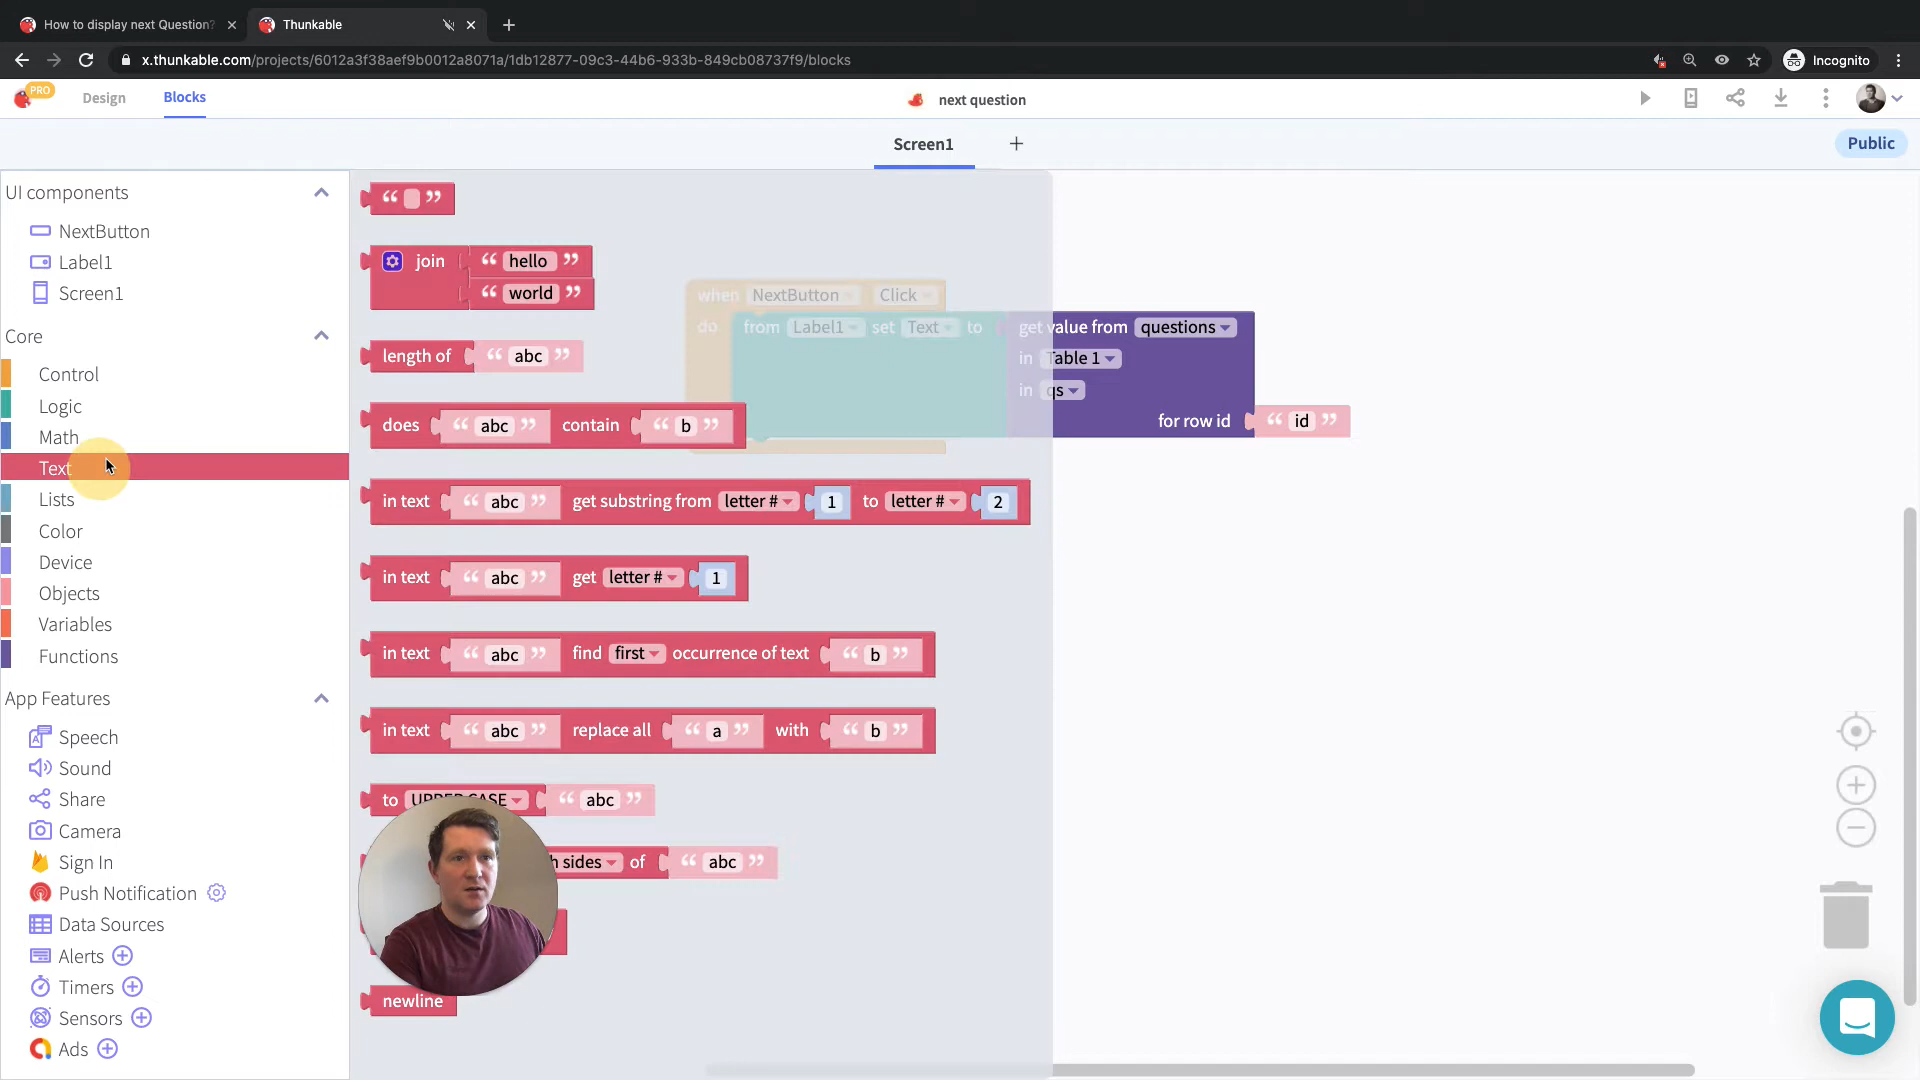 How to display next Question?
Thunkable
x.thunkable.com/projects/6012a3f38aef9b0012a8071a/1db12877-09c3-44b6-933b-849cb08737f9/blocks
Incognito
PRO
Design
Blocks
next question
Screen1
Public
UI components
NextButton
Label1
Screen1
Core
Control
Logic
Math
Text
Lists
Color
Device
Objects
Variables
Functions
App Features
Speech
Sound
Share
Camera
Sign In
Push Notification
Data Sources
Alerts
Timers
Sensors
Ads
“ ”
join “ hello ”
“ world ”
length of “ abc ”
does “ abc ” contain “ b ”
in text “ abc ” get substring from letter # 1 to letter # 2
in text “ abc ” get letter # 1
in text “ abc ” find first occurrence of text “ b ”
in text “ abc ” replace all “ a ” with “ b ”
to UPPER CASE “ abc ”
sides of “ abc ”
newline
when NextButton Click
do from Label1 set Text to get value from questions
in Table 1
in qs
for row id “ id ”